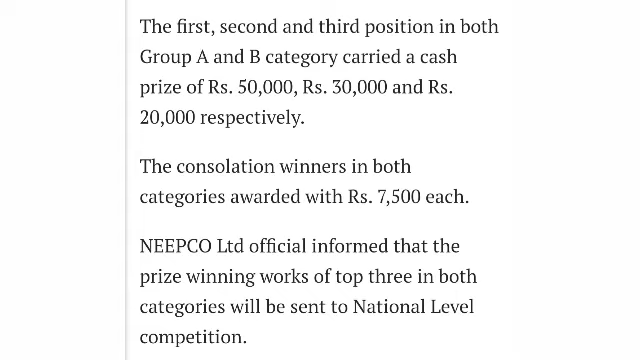 The first, second and third position in both
Group A and B category carried a cash
prize of Rs. 50,000, Rs. 30,000 and Rs.
20,000 respectively.
The consolation winners in both
categories awarded with Rs. 7,500 each.
NEEPCO Ltd official informed that the
prize winning works of top three in both
categories will be sent to National Level
competition.